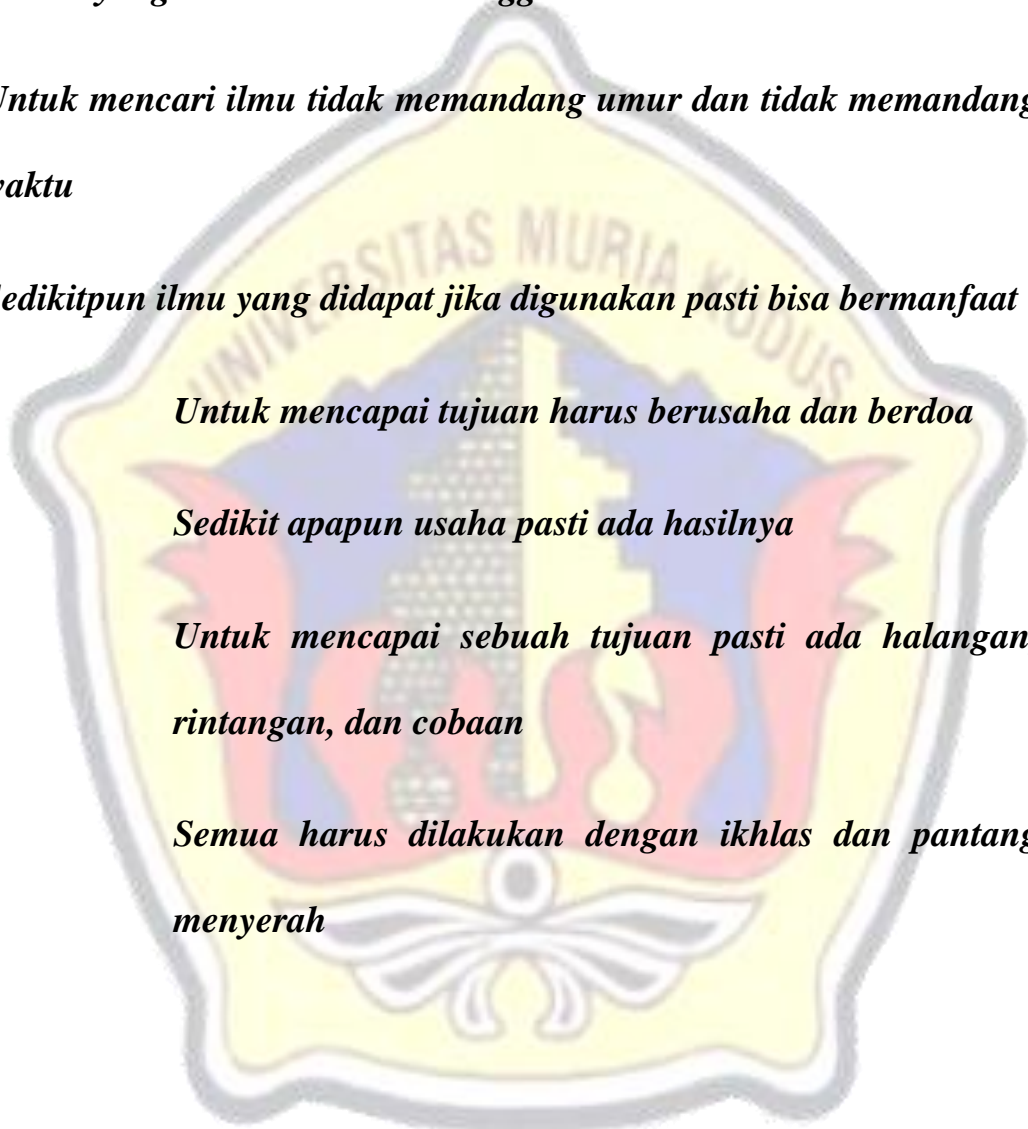 Untuk mencari ilmu tidak memandang umur dan tidak memandang
waktu
UNIVERSITAS MURIA KUDUS
sedikitpun ilmu yang didapat jika digunakan pasti bisa bermanfaat
Untuk mencapai tujuan harus berusaha dan berdoa
Sedikit apapun usaha pasti ada hasilnya
Untuk mencapai sebuah tujuan pasti ada halangan
rintangan, dan cobaan
Semua harus dilakukan dengan ikhlas dan pantang
menyerah